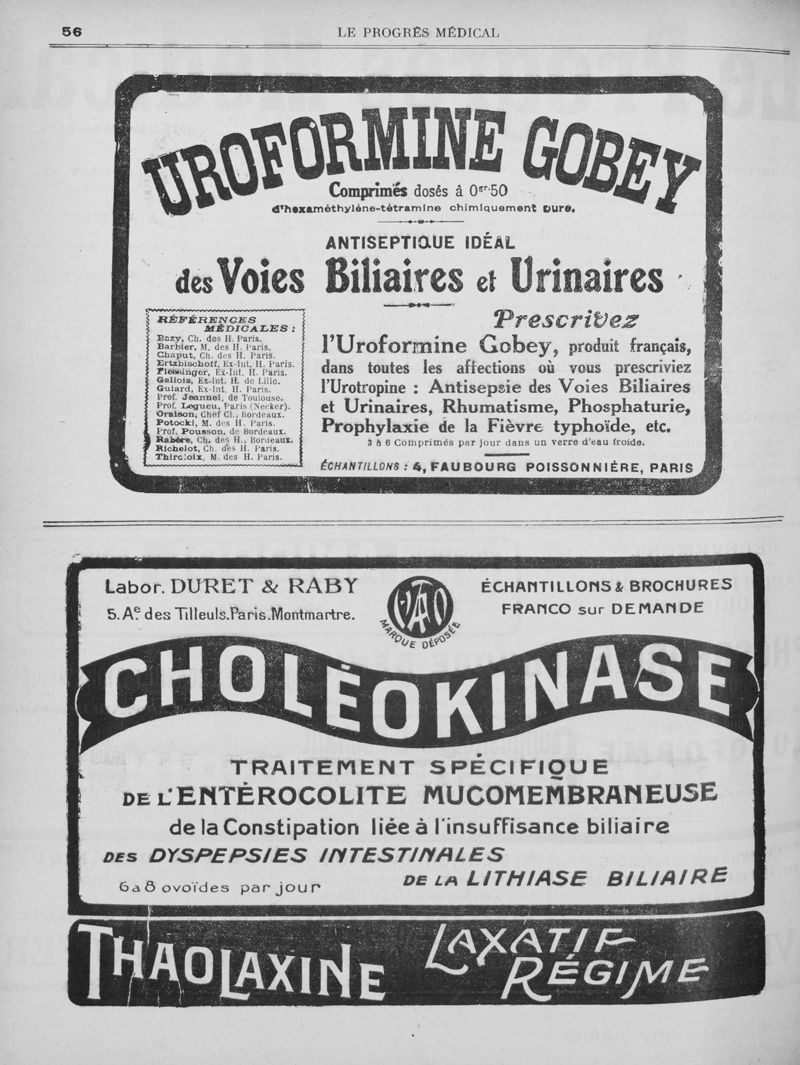 56
LE PROGRÈS MÉDICAL
UROFORMINE GOBEY
Comprimés dosés à 0gr.50
d'hexaméthylène-tétramine chimiquement pure.
ANTISEPTIQUE IDÉAL
des Voies Biliaires et Urinaires
RÉFÉRENCES
MÉDICALES :
Bazy, Ch. des H. Paris.
Barbier, M. des H. Paris.
Chaput, Ch. des H. Paris.
Ertzbischoff, Ex-Int. H. Paris.
Fiessinger, Ex-Int. H. Paris.
Gallois, Ex-Int. H. de Lille.
Guiard, Ex-Int. H. Paris.
Prof. Jeannel, de Toulouse.
Prof. Legueu, Paris (Necker).
Oraison, Chef Cl., Bordeaux.
Potocki, M. des H. Paris.
Prof. Pousson, de Bordeaux.
Rabère, Ch. des H., Bordeaux.
Richelot, Ch. des H. Paris.
Thiroloix, M. des H. Paris.
Prescrivez
l'Uroformine Gobey, produit français,
dans toutes les affections où vous prescriviez
l'Urotropine : Antisepsie des Voies Biliaires
et Urinaires, Rhumatisme, Phosphaturie,
Prophylaxie de la Fièvre typhoïde, etc.
3 à 6 Comprimés par jour dans un verre d'eau froide.
ÉCHANTILLONS : 4, FAUBOURG POISSONNIÈRE, PARIS
Labor. DURET & RABY
5. Ae. des Tilleuls. Paris. Montmartre.
MARQUE DÉPOSÉE
ÉCHANTILLONS & BROCHURES
FRANCO sur DEMANDE
CHOLÉOKINASE
TRAITEMENT SPÉCIFIQUE
DE L'ENTÉROCOLITE MUCOMEMBRANEUSE
de la Constipation liée à l'insuffisance biliaire
DES DYSPEPSIES INTESTINALES
DE LA LITHIASE BILIAIRE
6 a 8 ovoïdes par jour
THAOLAXINE
LAXATIF
RÉGIME